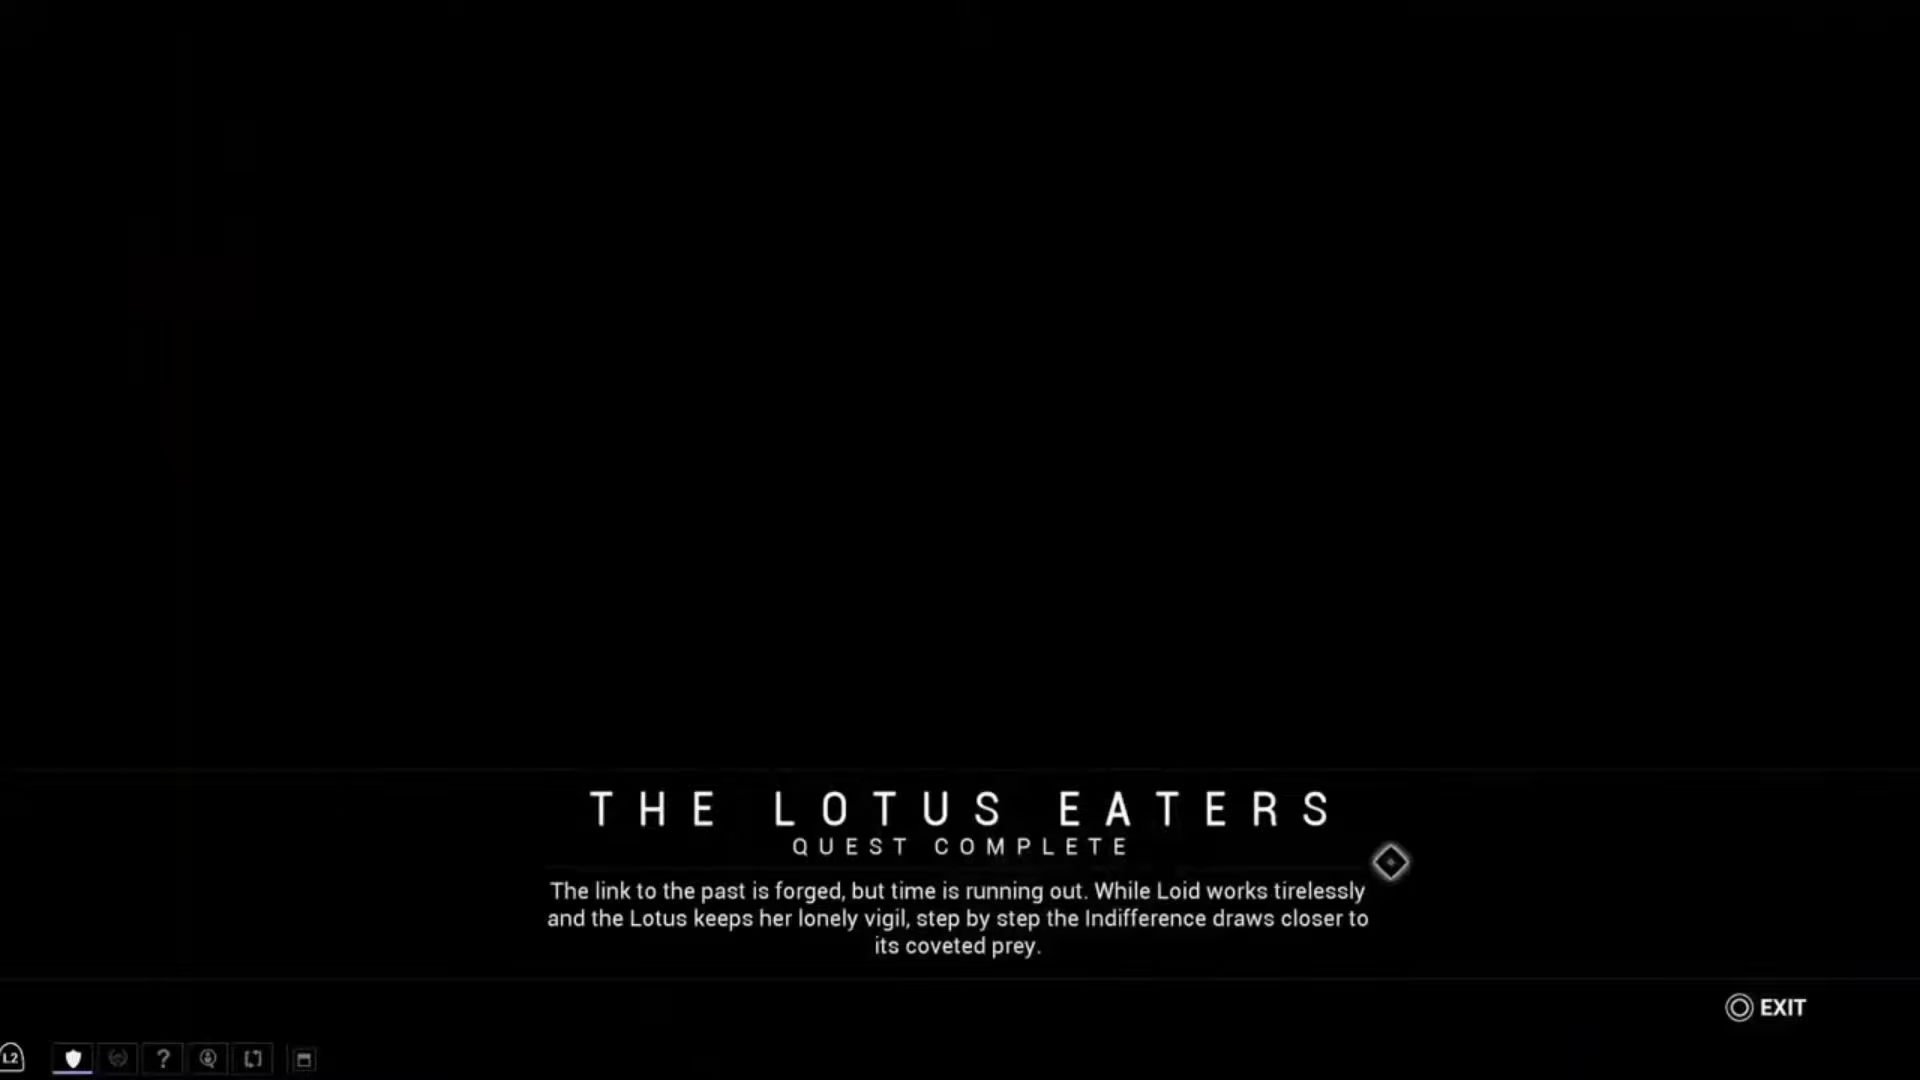 THE LOTUS EATERS
QUEST COMPLETE
The link to the past is forged, but time is running out. While Loid works tirelessly
and the Lotus keeps her lonely vigil, step by step the Indifference draws closer to
its coveted prey.
EXIT
L2
?